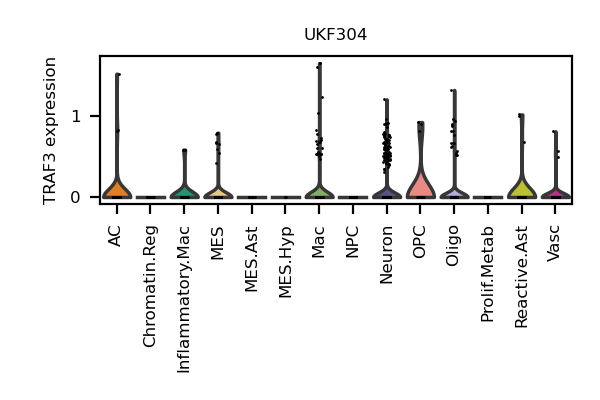 UKF304
TRAF3 expression
1
0
AC
Chromatin.Reg
Inflammatory.Mac
MES
MES.Ast
MES.Hyp
Mac
NPC
Neuron
OPC
Oligo
Prolif.Metab
Reactive.Ast
Vasc